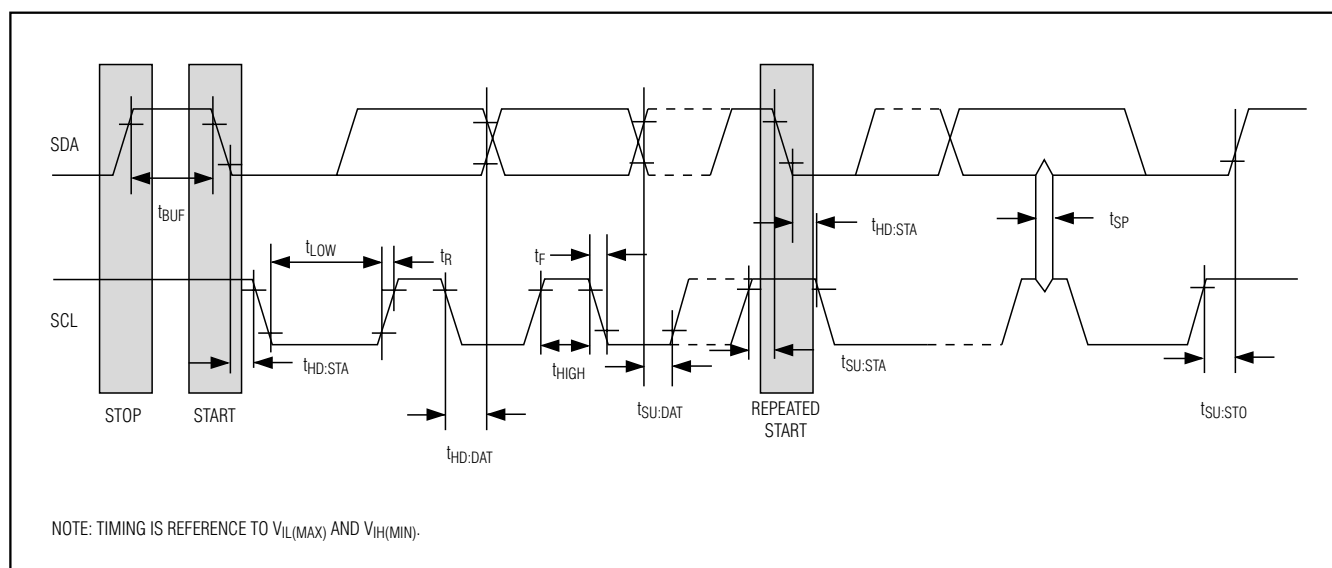 SDA
tBUF
tHD:STA
tSP
tLOW
tR
tF
SCL
tHD:STA
tHIGH
tSU:DAT
tSU:STA
tSU:STO
STOP
START
REPEATED
START
tHD:DAT
NOTE: TIMING IS REFERENCE TO VIL(MAX) AND VIH(MIN).